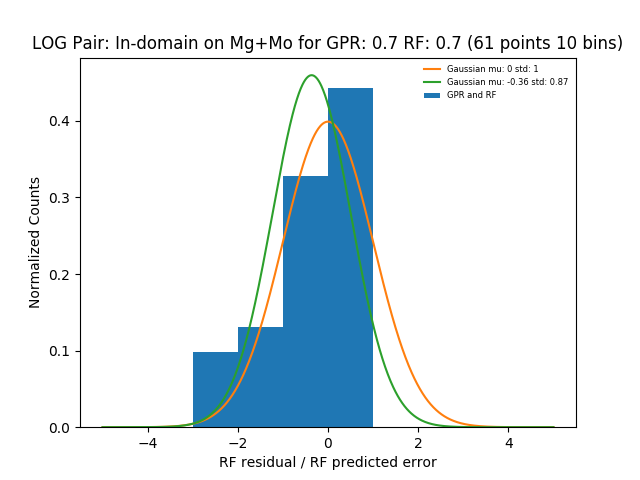 LOG Pair: In-domain on Mg+Mo for GPR: 0.7 RF: 0.7 (61 points 10 bins)
Gaussian mu: 0 std: 1
Gaussian mu: -0.36 std: 0.87
GPR and RF
Normalized Counts
0.4
0.3
0.2
0.1
0.0
−4
−2
0
2
4
RF residual / RF predicted error